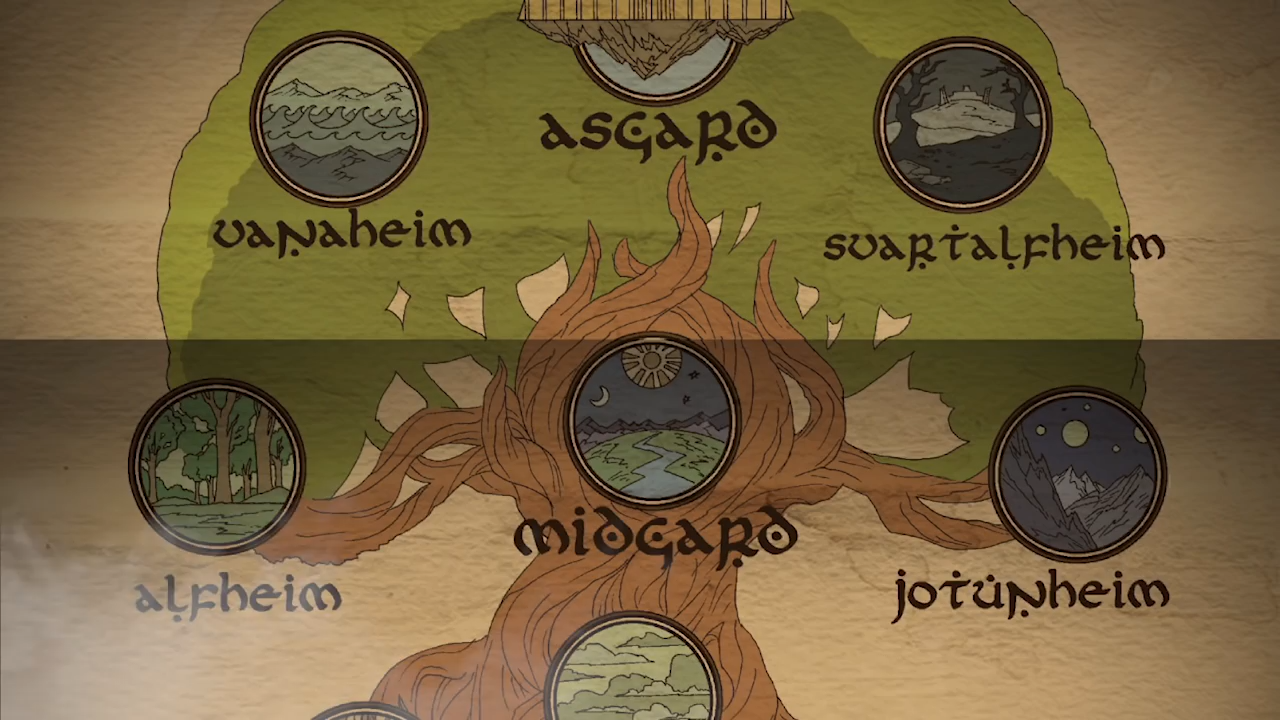 asgard
vanaheim
svartalfheim
midgard
alfheim
jotunheim